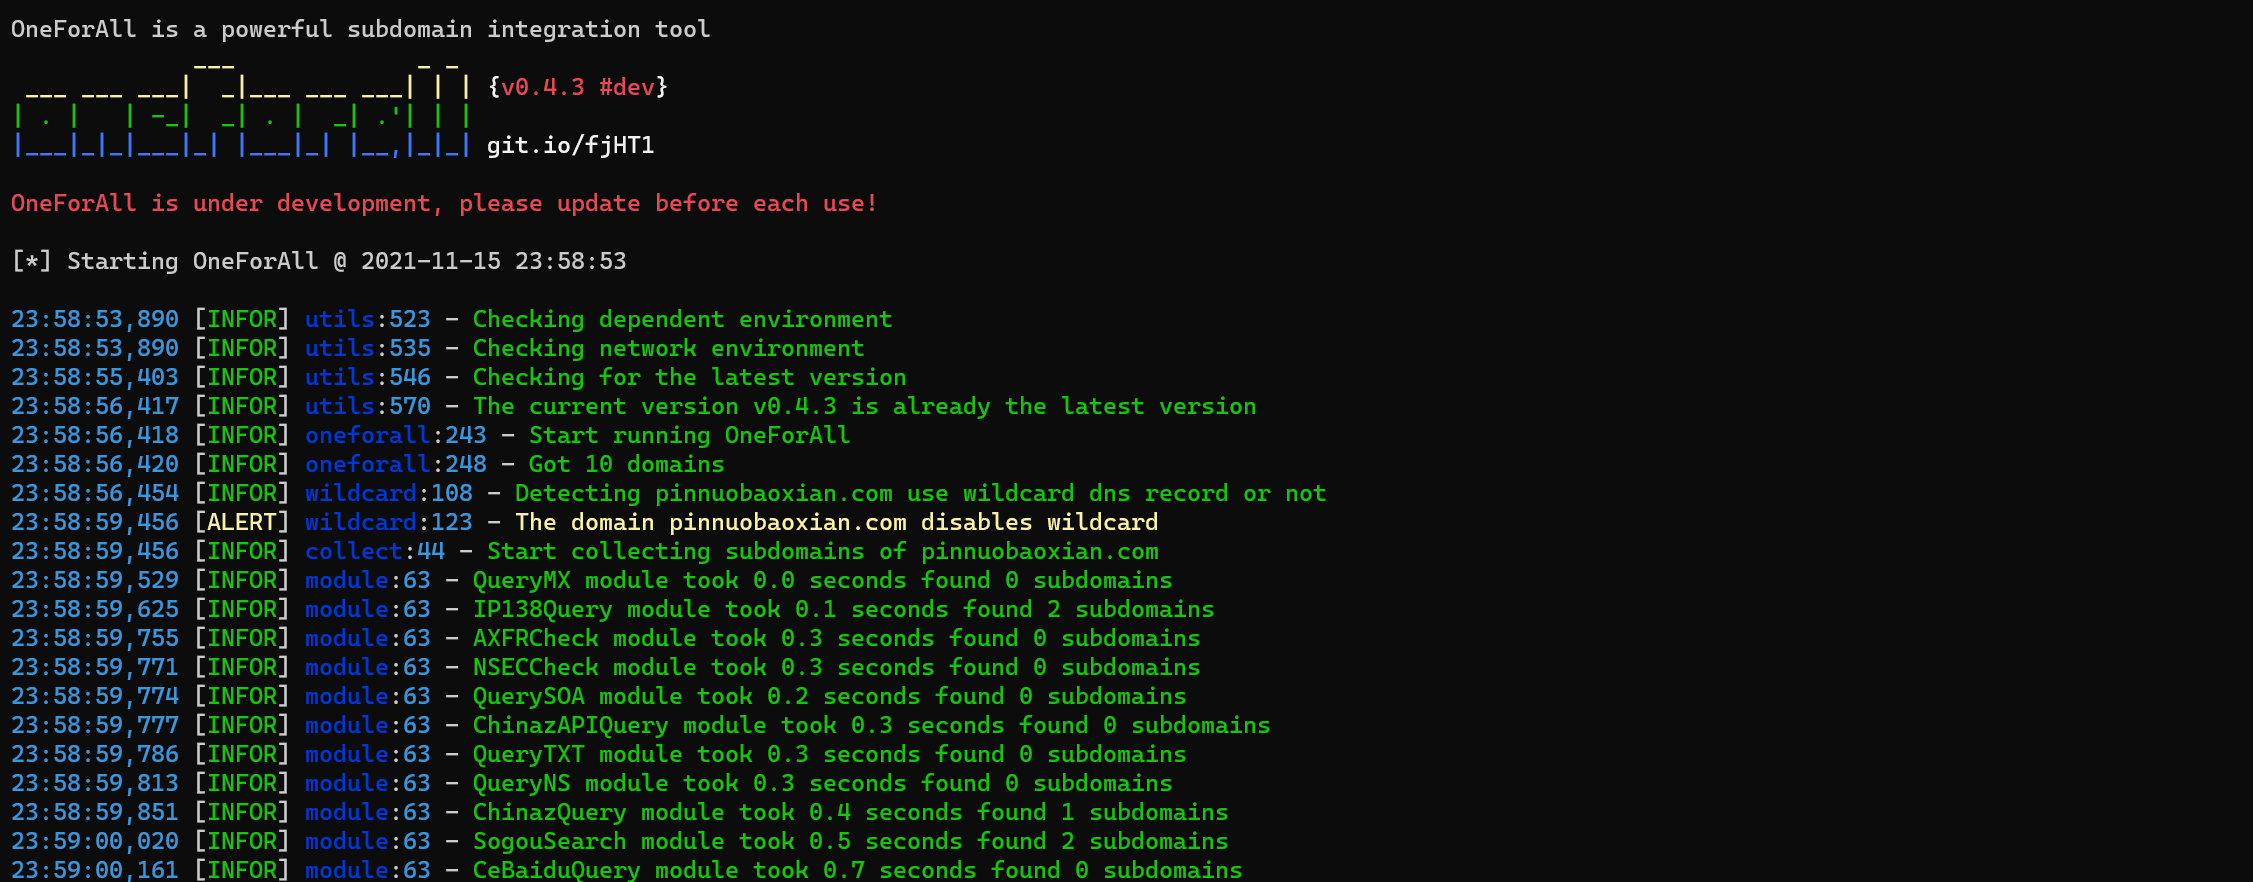 OneForAll is a powerful subdomain integration tool
             ___             _ _
 ___ ___ ___|  _|___ ___ ___| | | {v0.4.3 #dev}
| . |   | -_|  _| . |  _| .'| | |
|___|_|_|___|_| |___|_| |__,|_|_| git.io/fjHT1
OneForAll is under development, please update before each use!
[*] Starting OneForAll @ 2021-11-15 23:58:53
23:58:53,890 [INFOR] utils:523 - Checking dependent environment
23:58:53,890 [INFOR] utils:535 - Checking network environment
23:58:55,403 [INFOR] utils:546 - Checking for the latest version
23:58:56,417 [INFOR] utils:570 - The current version v0.4.3 is already the latest version
23:58:56,418 [INFOR] oneforall:243 - Start running OneForAll
23:58:56,420 [INFOR] oneforall:248 - Got 10 domains
23:58:56,454 [INFOR] wildcard:108 - Detecting pinnuobaoxian.com use wildcard dns record or not
23:58:59,456 [ALERT] wildcard:123 - The domain pinnuobaoxian.com disables wildcard
23:58:59,456 [INFOR] collect:44 - Start collecting subdomains of pinnuobaoxian.com
23:58:59,529 [INFOR] module:63 - QueryMX module took 0.0 seconds found 0 subdomains
23:58:59,625 [INFOR] module:63 - IP138Query module took 0.1 seconds found 2 subdomains
23:58:59,755 [INFOR] module:63 - AXFRCheck module took 0.3 seconds found 0 subdomains
23:58:59,771 [INFOR] module:63 - NSECCheck module took 0.3 seconds found 0 subdomains
23:58:59,774 [INFOR] module:63 - QuerySOA module took 0.2 seconds found 0 subdomains
23:58:59,777 [INFOR] module:63 - ChinazAPIQuery module took 0.3 seconds found 0 subdomains
23:58:59,786 [INFOR] module:63 - QueryTXT module took 0.3 seconds found 0 subdomains
23:58:59,813 [INFOR] module:63 - QueryNS module took 0.3 seconds found 0 subdomains
23:58:59,851 [INFOR] module:63 - ChinazQuery module took 0.4 seconds found 1 subdomains
23:59:00,020 [INFOR] module:63 - SogouSearch module took 0.5 seconds found 2 subdomains
23:59:00,161 [INFOR] module:63 - CeBaiduQuery module took 0.7 seconds found 0 subdomains